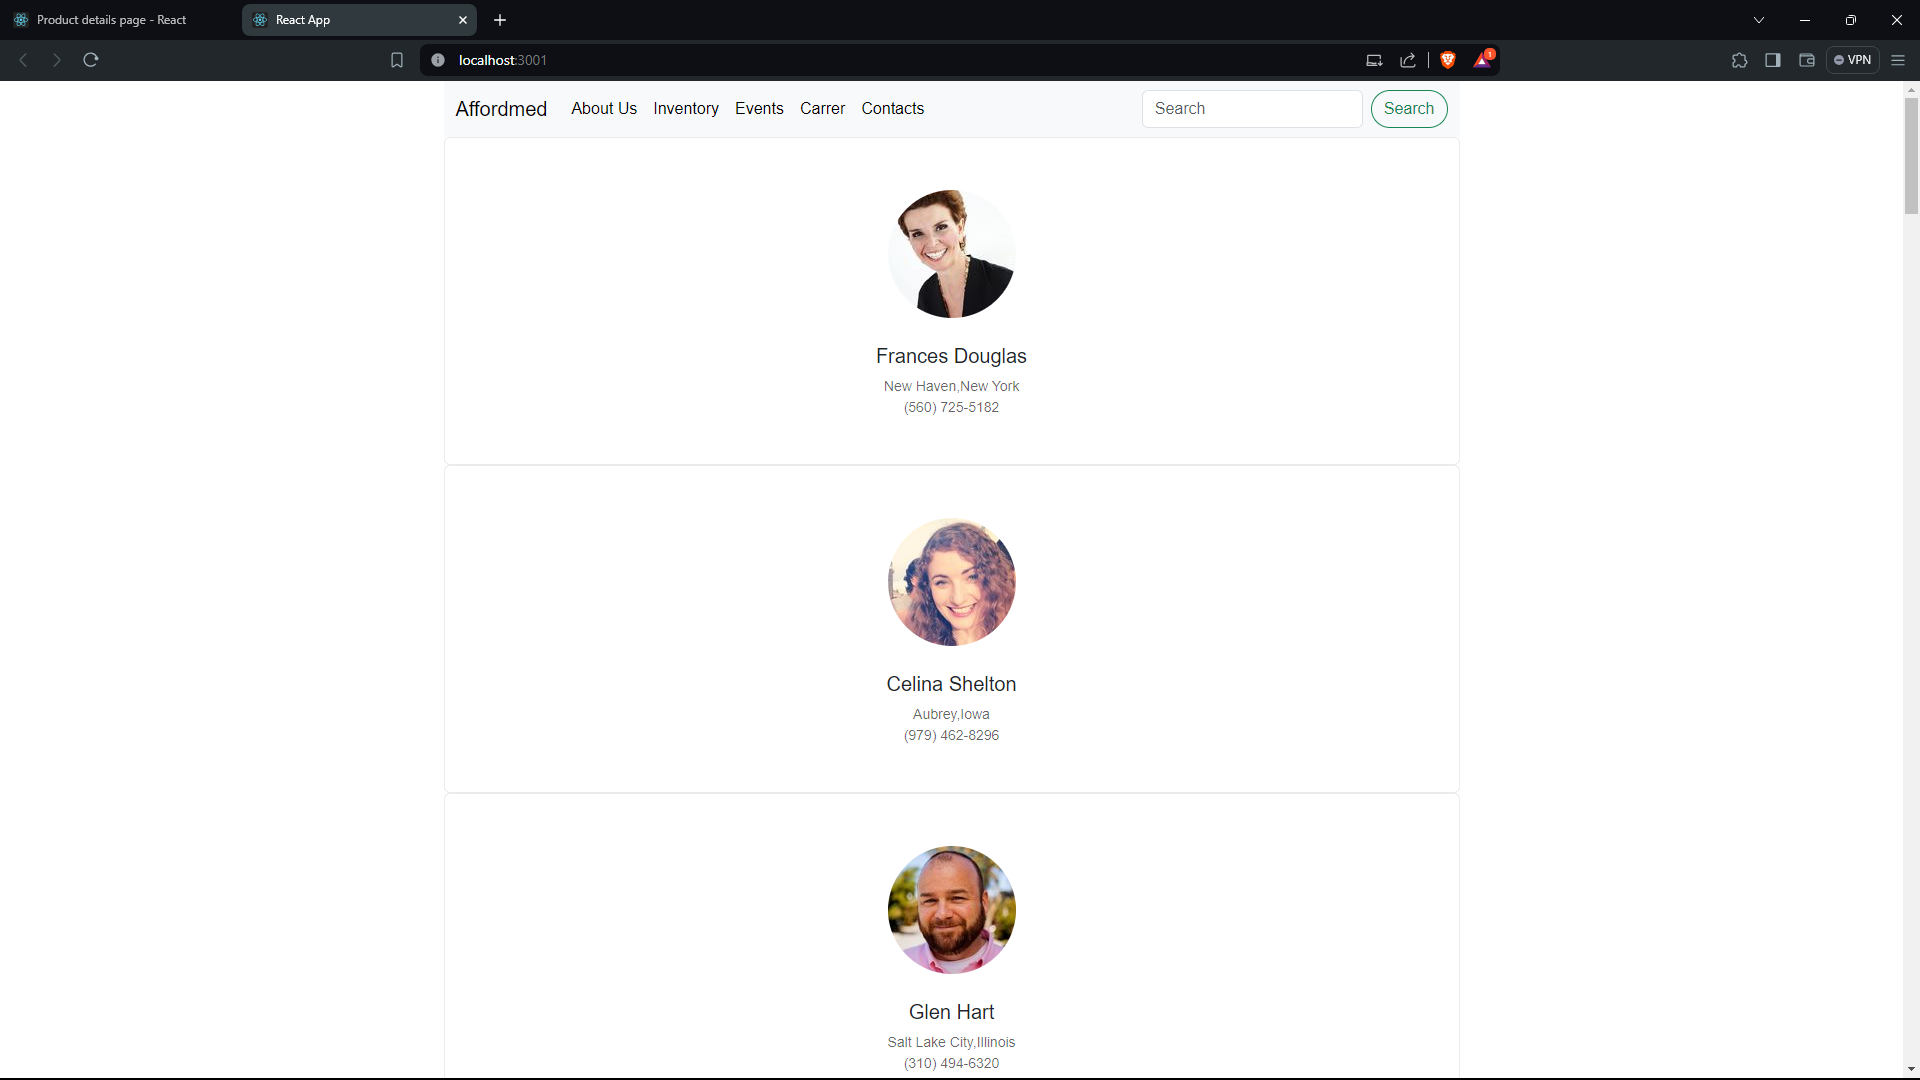 Product details page - React
React App
localhost:3001
1
VPN
Affordmed
About Us
Inventory
Events
Carrer
Contacts
Search
Search
Frances Douglas
New Haven,New York
(560) 725-5182
Celina Shelton
Aubrey,Iowa
(979) 462-8296
Glen Hart
Salt Lake City,Illinois
(310) 494-6320